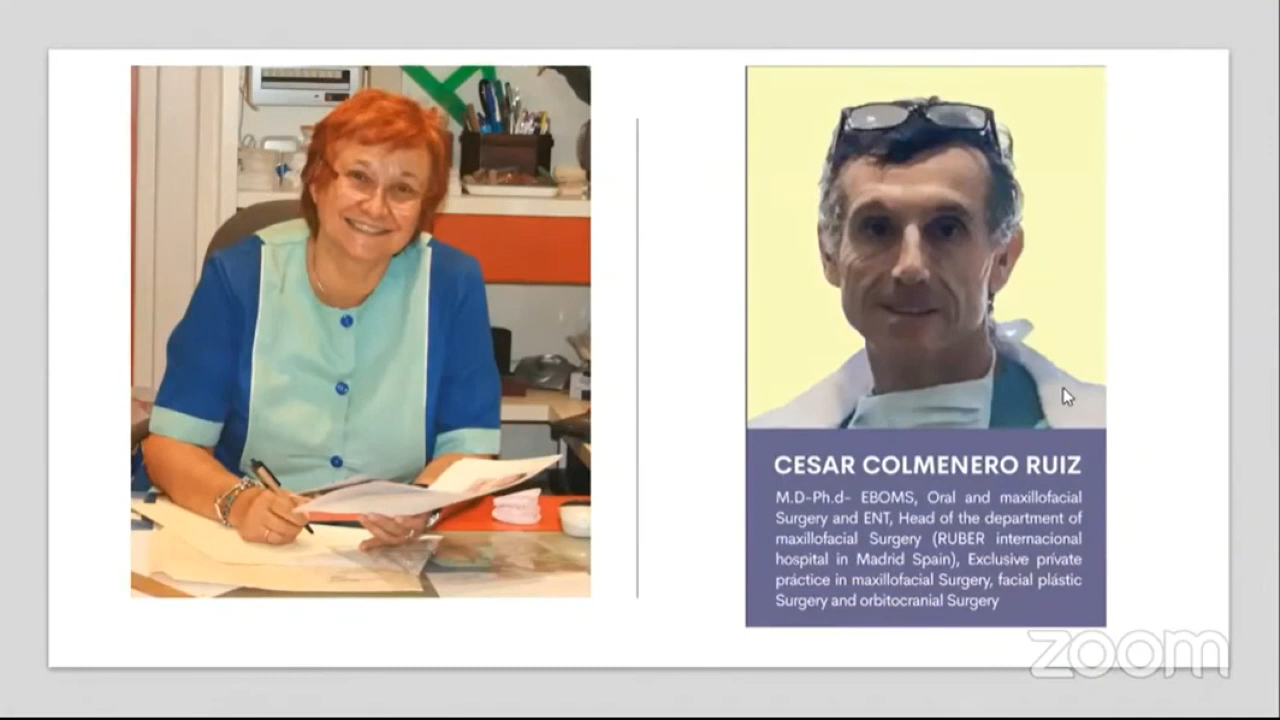 CESAR COLMENERO RUIZ
M.D-Ph.d- EBOMS, Oral and maxillofacial
Surgery and ENT, Head of the department of
maxillofacial Surgery (RUBER internacional
hospital in Madrid Spain), Exclusive prívate
práctice in maxillofacial Surgery, facial plástic
Surgery and orbitocranial Surgery
zoom